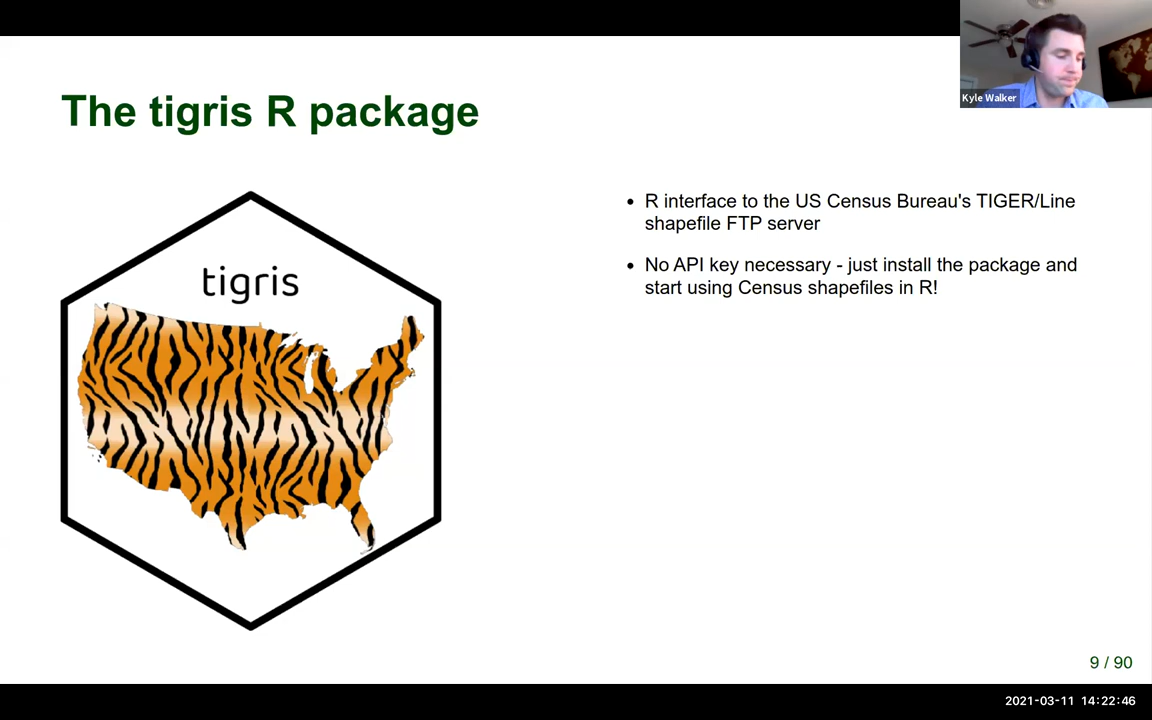 Kyle Walker
The tigris R package
tigris
• R interface to the US Census Bureau's TIGER/Line
shapefile FTP server
• No API key necessary - just install the package and
start using Census shapefiles in R!
9 / 90
2021-03-11 14:22:46